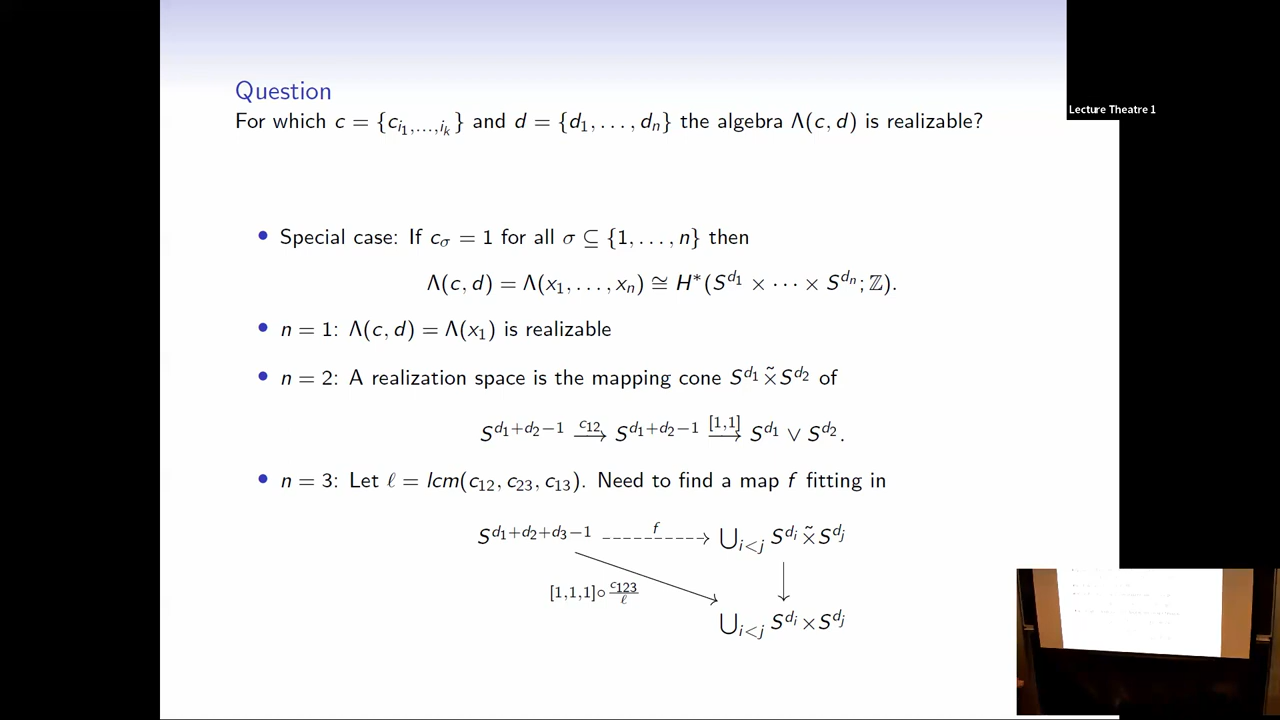 Question
For which c = {c_{i_1,...,i_k}} and d = {d_1, . . . , d_n} the algebra Λ(c, d) is realizable?
Lecture Theatre 1
• Special case: If c_σ = 1 for all σ ⊆ {1, . . . , n} then
Λ(c, d) = Λ(x_1, . . . , x_n) ≅ H*(S^{d_1} × · · · × S^{d_n}; ℤ).
• n = 1: Λ(c, d) = Λ(x_1) is realizable
• n = 2: A realization space is the mapping cone S^{d_1} ×̃ S^{d_2} of
S^{d_1+d_2−1} —c_{12}→ S^{d_1+d_2−1} —[1,1]→ S^{d_1} ∨ S^{d_2}.
• n = 3: Let ℓ = lcm(c_{12}, c_{23}, c_{13}). Need to find a map f fitting in
S^{d_1+d_2+d_3−1} - - f - -> ⋃_{i<j} S^{d_i} ×̃ S^{d_j}
[1,1,1]∘ c_{123}/ℓ
⋃_{i<j} S^{d_i} × S^{d_j}